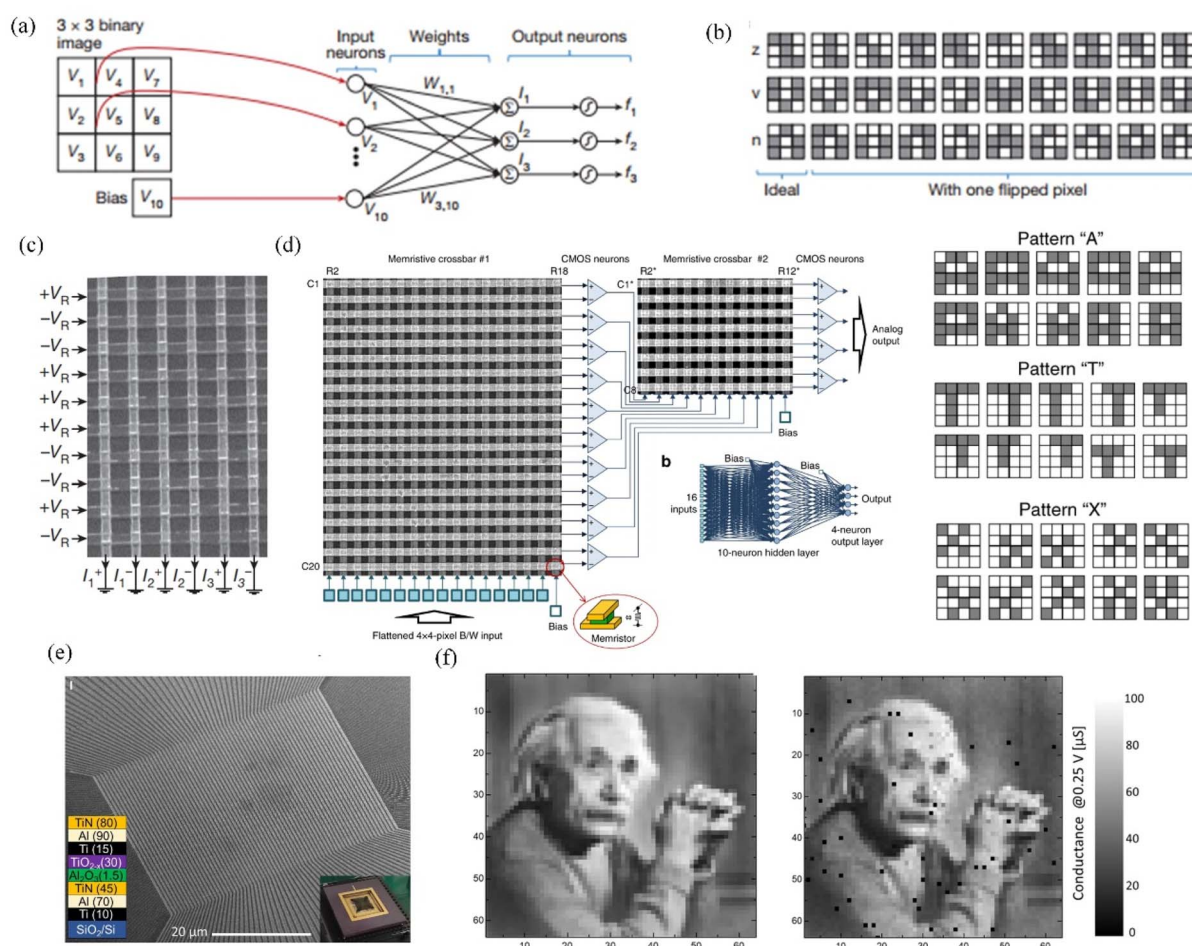 (a)
3 × 3 binary
image
V1 V4 V7
V2 V5 V8
V3 V6 V9
Bias V10
Input
neurons
Weights
Output neurons
V1
V2
V10
W1,1
W3,10
I1
I2
I3
Σ
Σ
Σ
f1
f2
f3
(b)
z
v
n
Ideal
With one flipped pixel
(c)
+VR
−VR
−VR
+VR
+VR
+VR
−VR
−VR
+VR
−VR
I1+ I1− I2+ I2− I3+ I3−
(d)
Memristive crossbar #1
CMOS neurons
Memristive crossbar #2
CMOS neurons
R2
R18
R2*
R12*
C1
C1*
C8
C20
Analog
output
Bias
Bias
Flattened 4×4-pixel B/W input
Memristor
b
Bias
Bias
16
inputs
Output
4-neuron
output layer
10-neuron hidden layer
Pattern "A"
Pattern "T"
Pattern "X"
(e)
TiN (80)
Al (90)
Ti (15)
TiO2-x(30)
Al2O3(1.5)
TiN (45)
Al (70)
Ti (10)
SiO2/Si
20 μm
(f)
10
20
30
40
50
60
10 20 30 40 50 60
10
20
30
40
50
60
10 20 30 40 50 60
100
80
60
40
20
0
Conductance @0.25 V [μS]